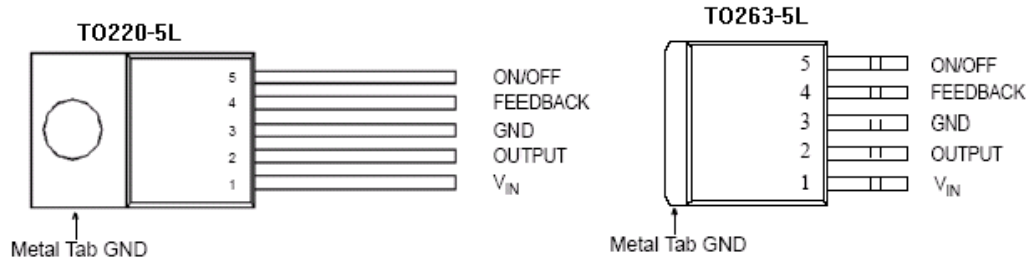 TO220-5L
5 ON/OFF
4 FEEDBACK
3 GND
2 OUTPUT
1 VIN
Metal Tab GND
TO263-5L
5 ON/OFF
4 FEEDBACK
3 GND
2 OUTPUT
1 VIN
Metal Tab GND